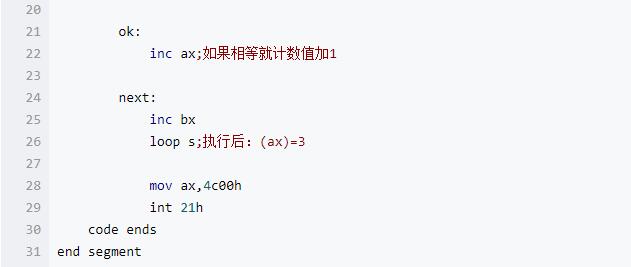 20
21 ok:
22 inc ax;如果相等就计数值加1
23
24 next:
25 inc bx
26 loop s;执行后：(ax)=3
27
28 mov ax,4c00h
29 int 21h
30 code ends
31 end segment